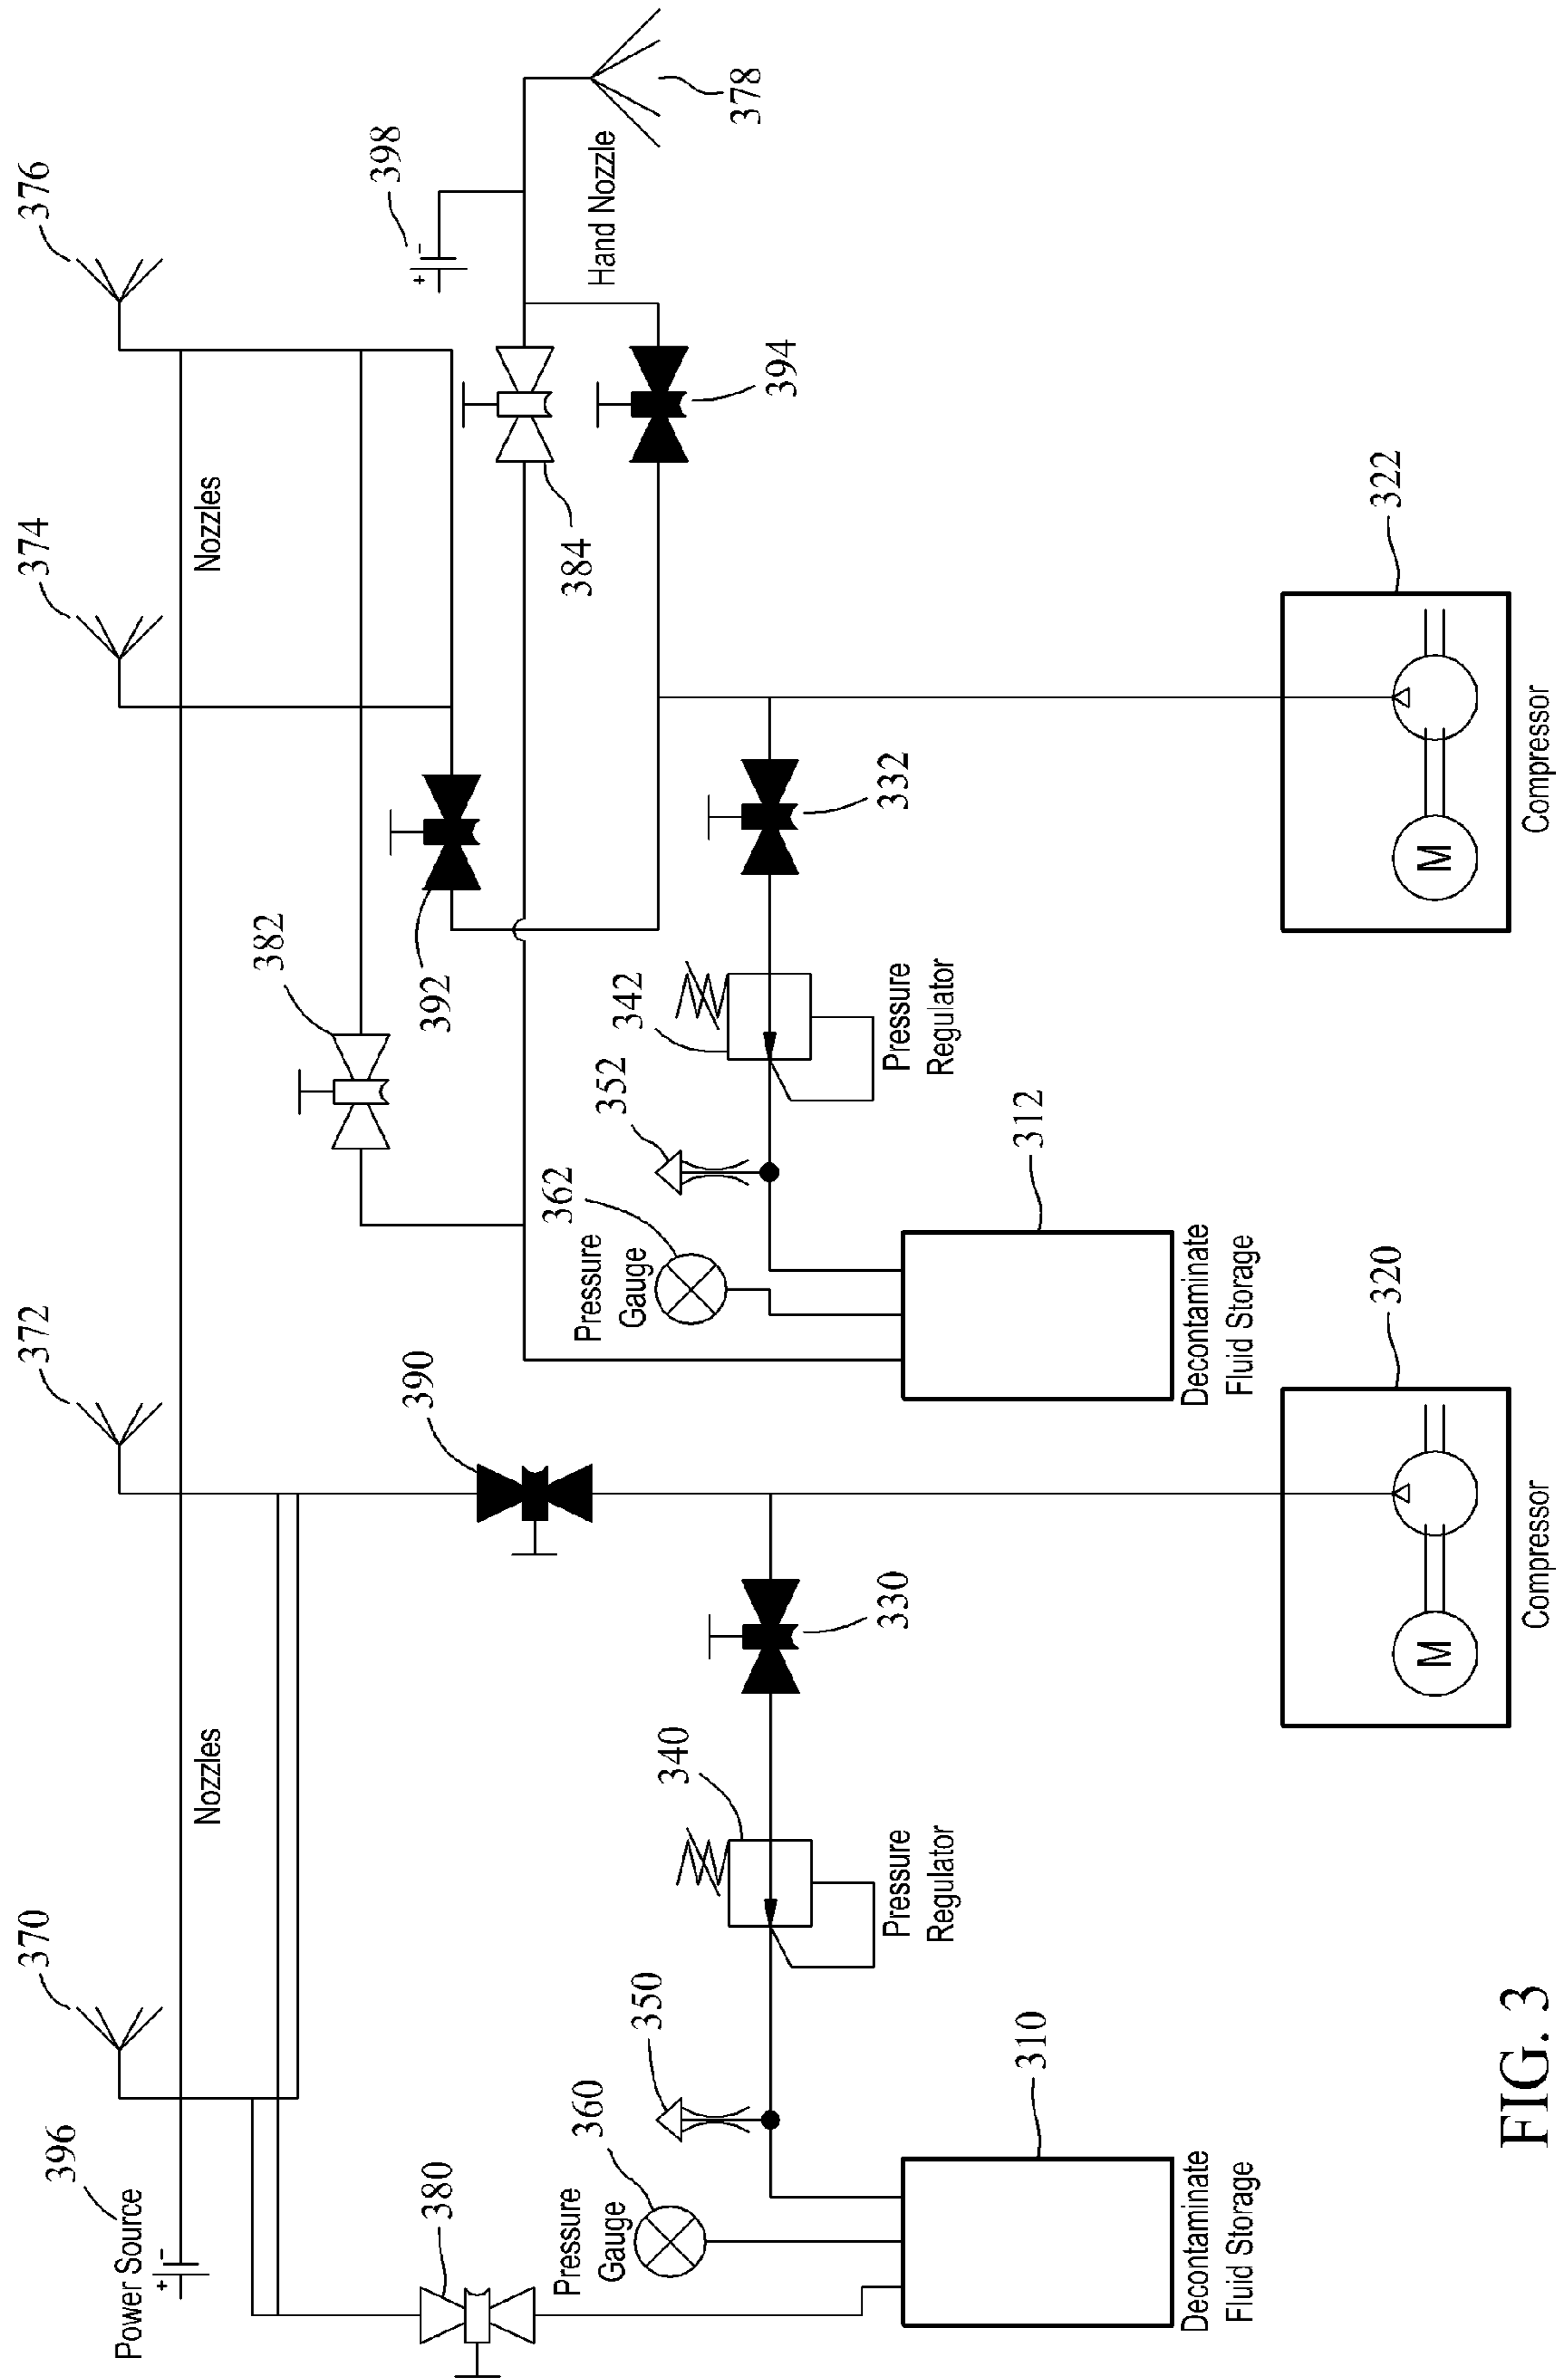 396
Power Source
+ -
370
372
374
376
Nozzles
Nozzles
398
+ -
378
Hand Nozzle
380
382
392
384
394
390
Pressure
Gauge
360
350
340
Pressure
Regulator
330
Pressure
Gauge
362
352
342
Pressure
Regulator
332
310
Decontaminate
Fluid Storage
312
Decontaminate
Fluid Storage
320
M
Compressor
322
M
Compressor
FIG. 3